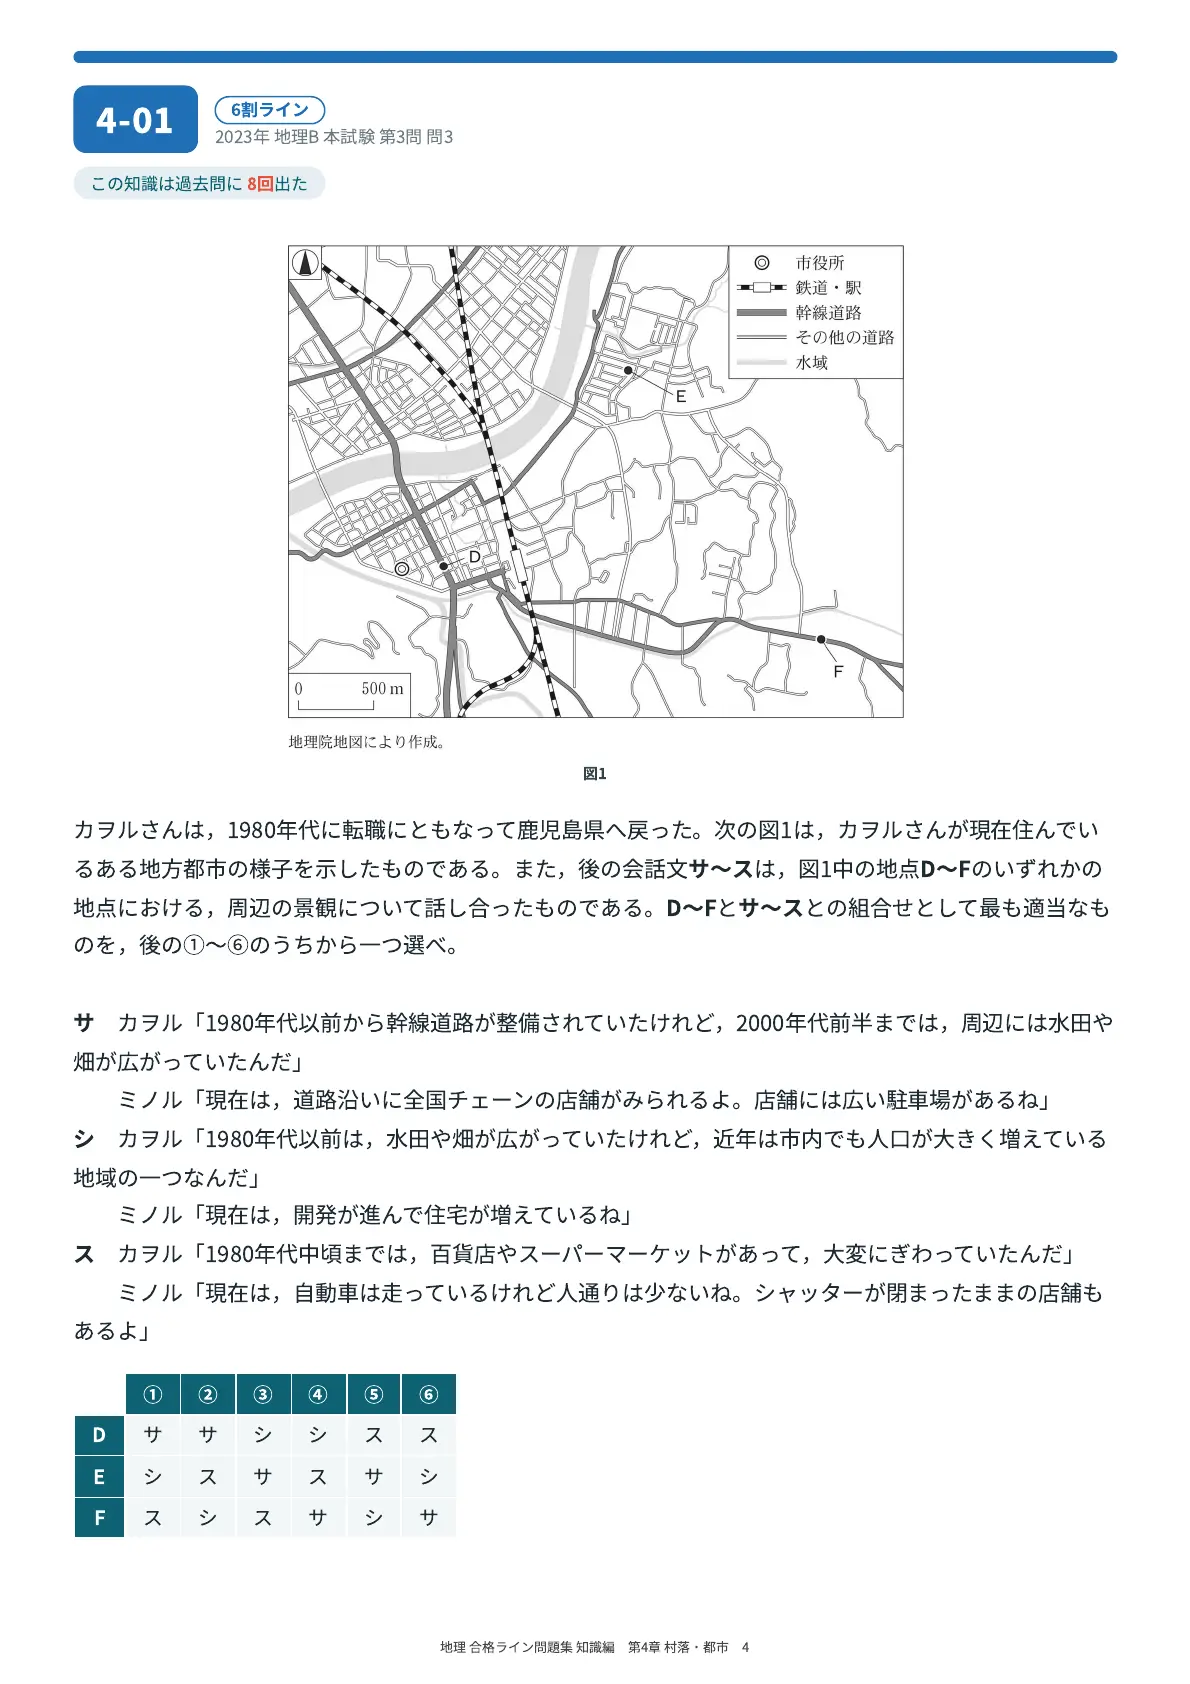 4-01
6割ライン
2023年 地理B 本試験 第3問 問3
この知識は過去問に 8回出た
市役所
鉄道・駅
幹線道路
その他の道路
水域
E
D
F
0 500 m
地理院地図により作成。
図1
カヲルさんは，1980年代に転職にともなって鹿児島県へ戻った。次の図1は，カヲルさんが現在住んでい
るある地方都市の様子を示したものである。また，後の会話文サ～スは，図1中の地点D～Fのいずれかの
地点における，周辺の景観について話し合ったものである。D～Fとサ～スとの組合せとして最も適当なも
のを，後の①～⑥のうちから一つ選べ。
サ　カヲル「1980年代以前から幹線道路が整備されていたけれど，2000年代前半までは，周辺には水田や
畑が広がっていたんだ」
ミノル「現在は，道路沿いに全国チェーンの店舗がみられるよ。店舗には広い駐車場があるね」
シ　カヲル「1980年代以前は，水田や畑が広がっていたけれど，近年は市内でも人口が大きく増えている
地域の一つなんだ」
ミノル「現在は，開発が進んで住宅が増えているね」
ス　カヲル「1980年代中頃までは，百貨店やスーパーマーケットがあって，大変にぎわっていたんだ」
ミノル「現在は，自動車は走っているけれど人通りは少ないね。シャッターが閉まったままの店舗も
あるよ」
① ② ③ ④ ⑤ ⑥
D サ サ シ シ ス ス
E シ ス サ ス サ シ
F ス シ ス サ シ サ
地理 合格ライン問題集 知識編　第4章 村落・都市　4